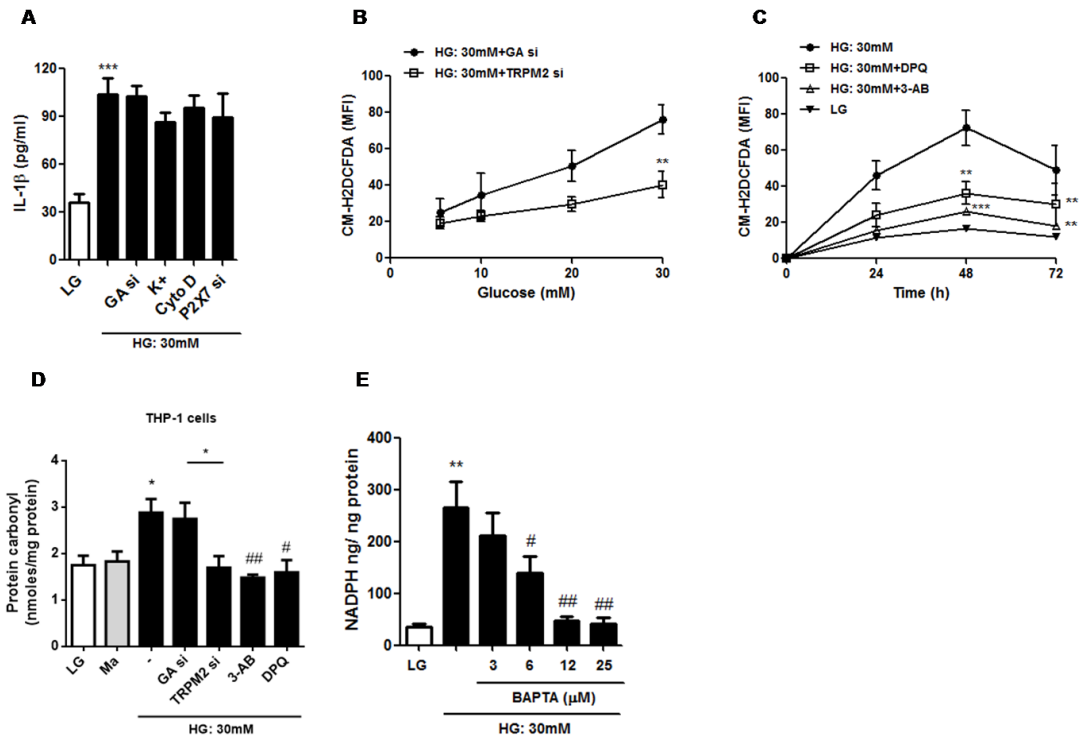 A
***
IL-1β (pg/ml)
120
90
60
30
0
LG
GA si
K+
Cyto D
P2X7 si
HG: 30mM
B
HG: 30mM+GA si
HG: 30mM+TRPM2 si
CM-H2DCFDA (MFI)
100
80
60
40
20
0
**
0
10
20
30
Glucose (mM)
C
HG: 30mM
HG: 30mM+DPQ
HG: 30mM+3-AB
LG
CM-H2DCFDA (MFI)
100
80
60
40
20
0
**
***
**
**
0
24
48
72
Time (h)
D
THP-1 cells
Protein carbonyl
(nmoles/mg protein)
4
3
2
1
0
*
*
##
#
LG
Ma
-
GA si
TRPM2 si
3-AB
DPQ
HG: 30mM
E
NADPH ng/ ng protein
400
300
200
100
0
**
#
##
##
LG
3
6
12
25
BAPTA (μM)
HG: 30mM